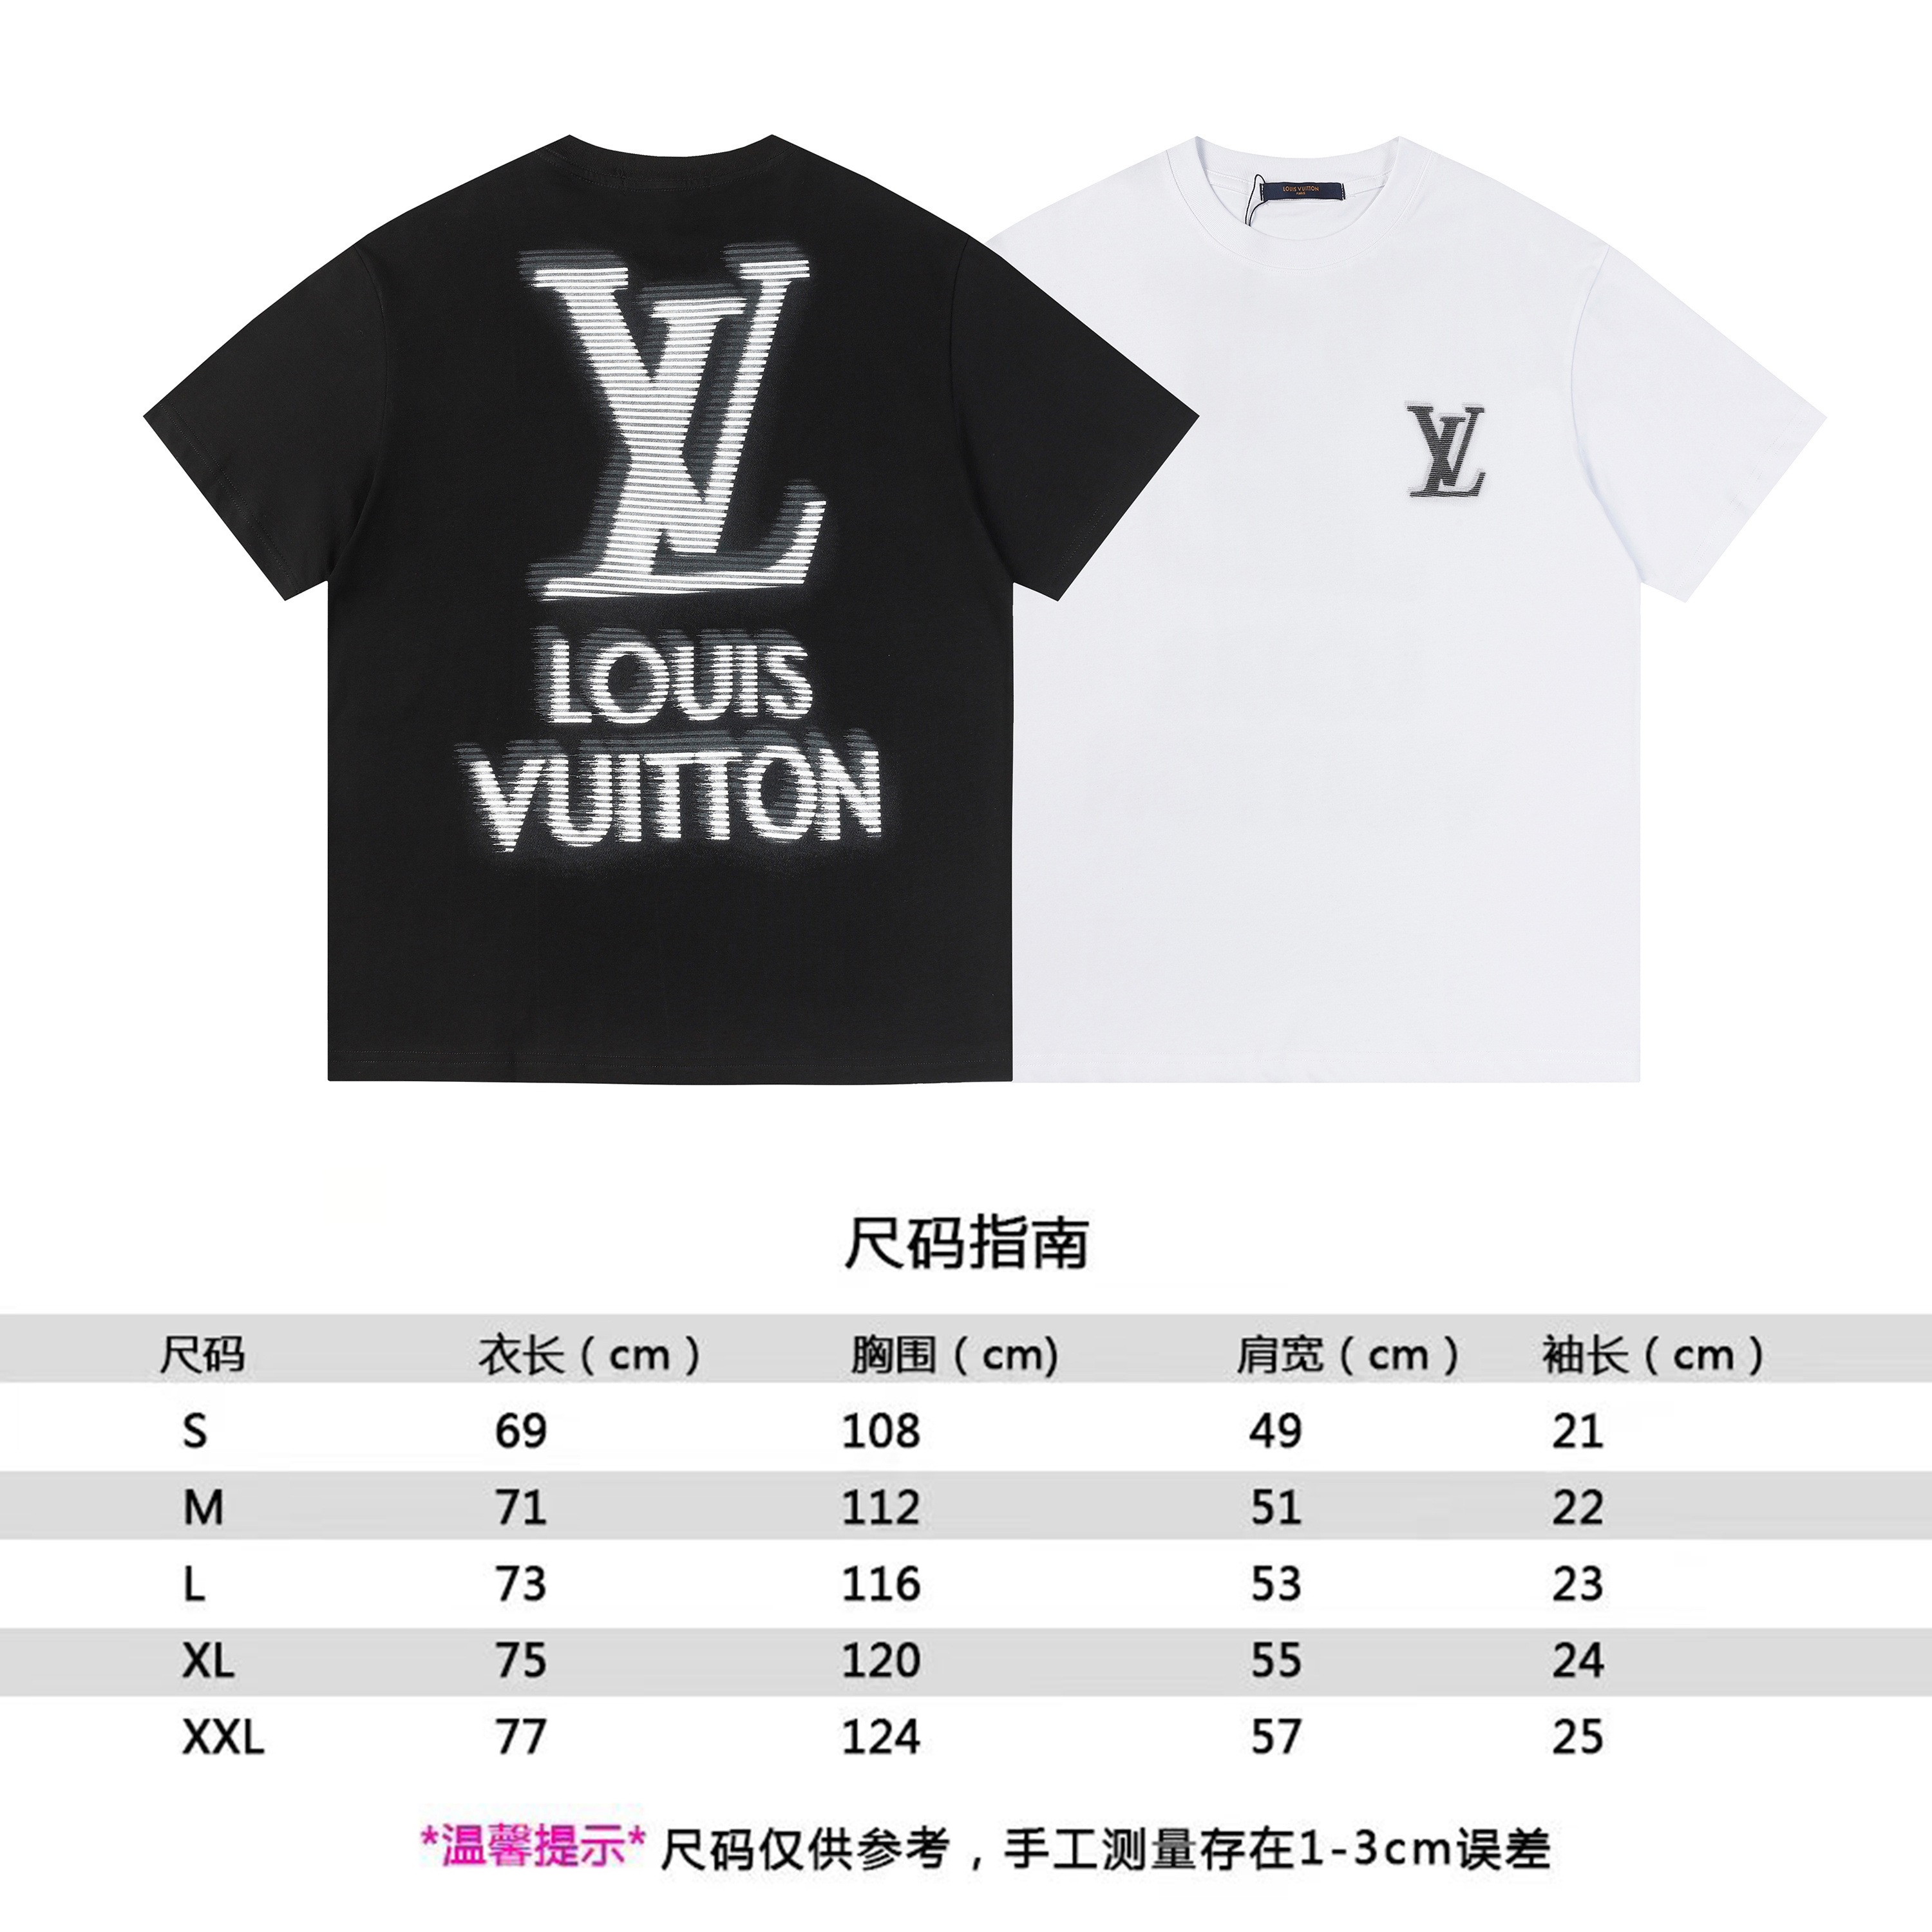 LOUIS VUITTON
LV
LV
LOUIS
VUITTON
尺码指南
尺码 衣长（cm） 胸围（cm) 肩宽（cm） 袖长（cm）
S 69 108 49 21
M 71 112 51 22
L 73 116 53 23
XL 75 120 55 24
XXL 77 124 57 25
*温馨提示* 尺码仅供参考，手工测量存在1-3cm误差